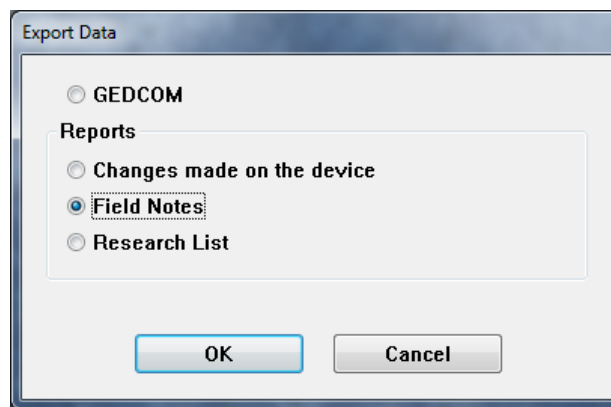 Export Data
GEDCOM
Reports
Changes made on the device
Field Notes
Research List
OK
Cancel